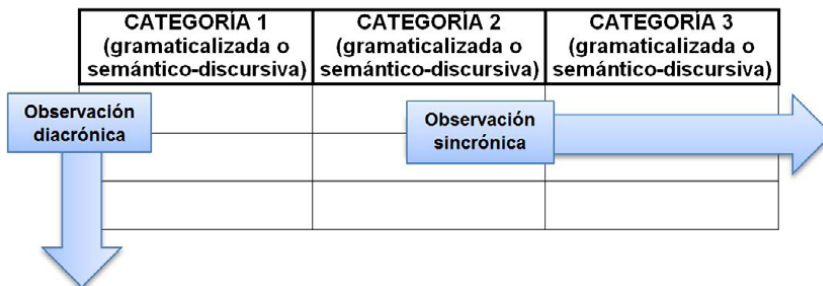 CATEGORÍA 1
(gramaticalizada o
semántico-discursiva)
CATEGORÍA 2
(gramaticalizada o
semántico-discursiva)
CATEGORÍA 3
(gramaticalizada o
semántico-discursiva)
Observación
diacrónica
Observación
sincrónica